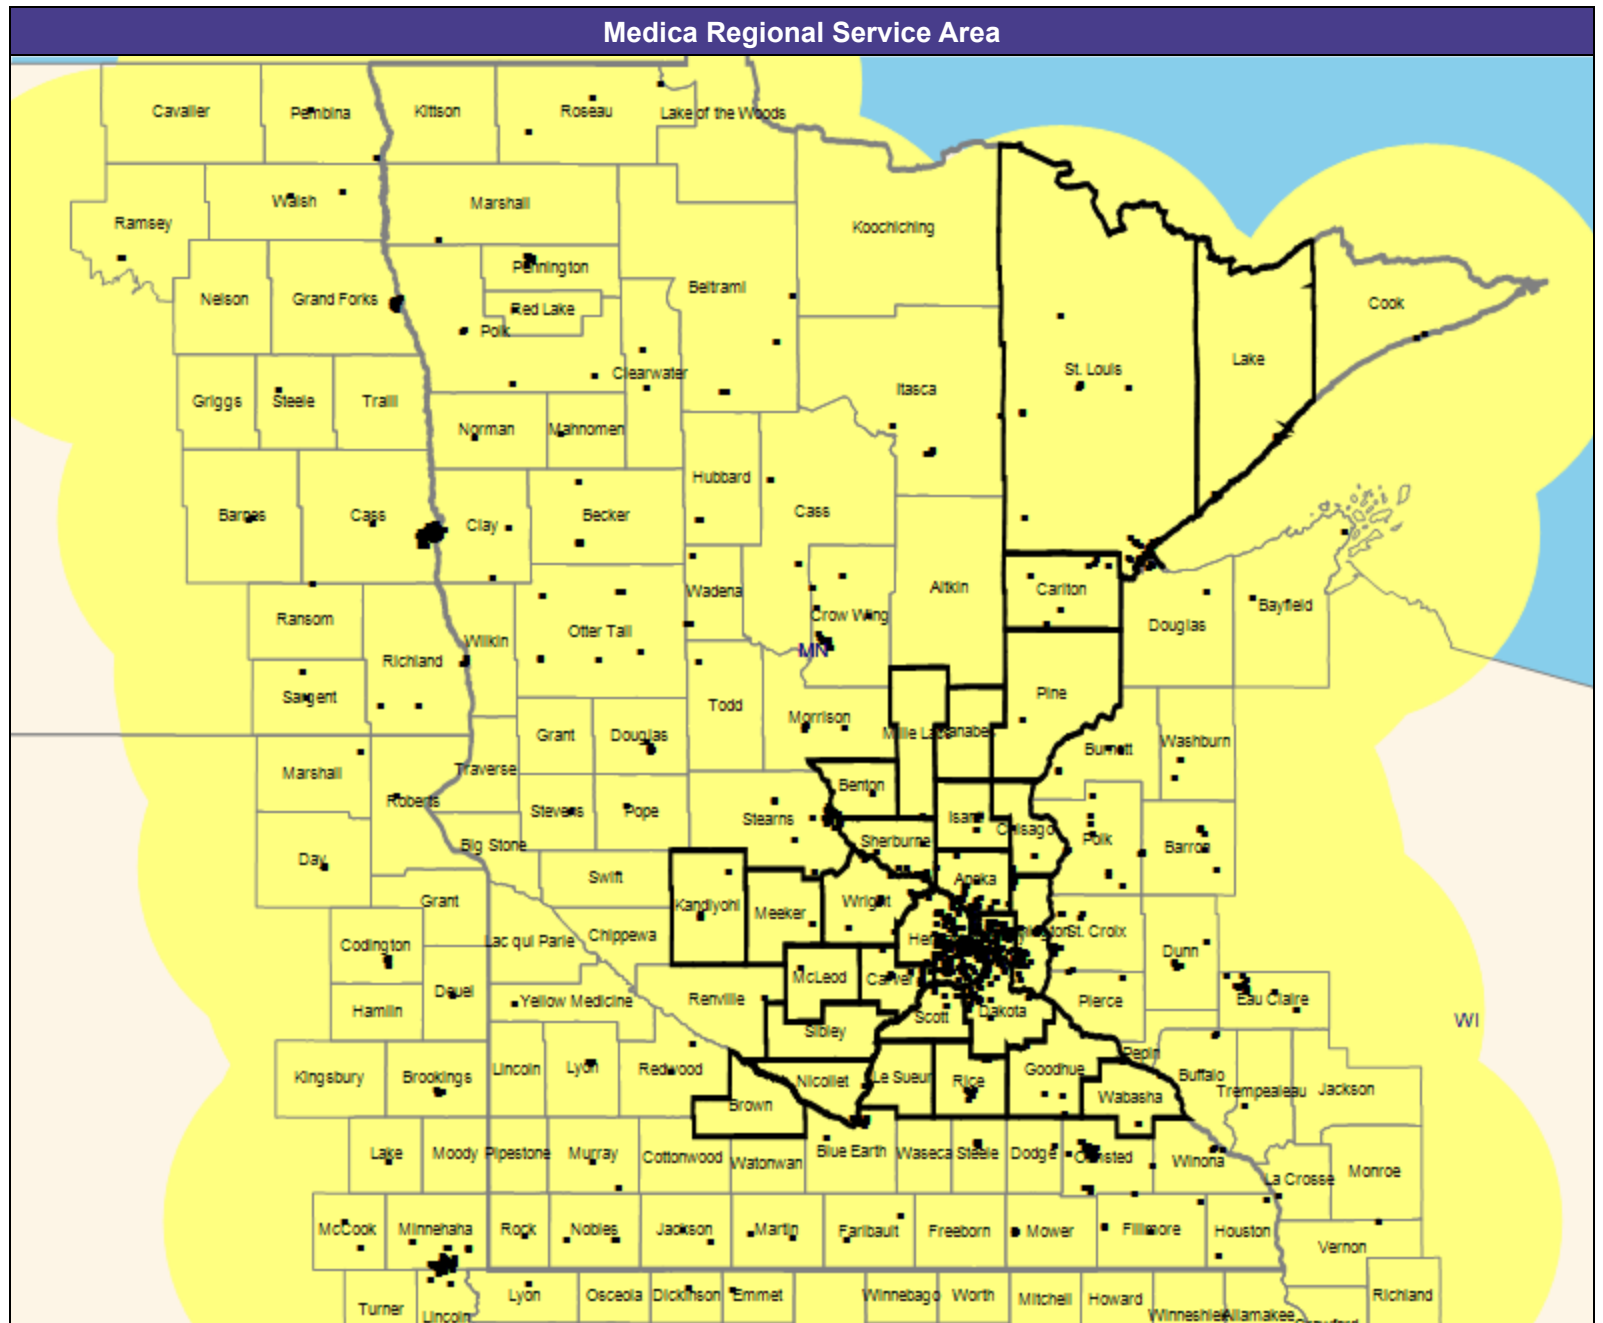 Medica Regional Service Area
Cavalier
Pembina
Kittson
Roseau
Lake of the Woods
Walsh
Marshall
Ramsey
Koochiching
Pennington
Nelson
Grand Forks
Beltrami
Red Lake
Polk
Cook
Lake
St. Louis
Clearwater
Itasca
Griggs
Steele
Traill
Norman
Mahnomen
Hubbard
Cass
Barnes
Cass
Clay
Becker
Aitkin
Carlton
Wadena
Crow Wing
Bayfield
Douglas
Ransom
Otter Tail
Wilkin
MN
Richland
Sargent
Pine
Todd
Morrison
Mille Lacs
Kanabec
Grant
Douglas
Burnett
Washburn
Marshall
Traverse
Benton
Roberts
Stevens
Pope
Stearns
Isanti
Chisago
Sherburne
Polk
Barron
Day
Big Stone
Swift
Anoka
Grant
Kandiyohi
Meeker
Wright
Codington
Lac qui Parle
Chippewa
St. Croix
Dunn
McLeod
Carver
Deuel
Yellow Medicine
Renville
Pierce
Eau Claire
Hamlin
Scott
Dakota
WI
Sibley
Pepin
Kingsbury
Brookings
Lincoln
Lyon
Redwood
Nicollet
Le Sueur
Rice
Goodhue
Buffalo
Trempealeau
Jackson
Brown
Wabasha
Lake
Moody
Pipestone
Murray
Cottonwood
Watonwan
Blue Earth
Waseca
Steele
Dodge
Olmsted
Winona
La Crosse
Monroe
McCook
Minnehaha
Rock
Nobles
Jackson
Martin
Faribault
Freeborn
Mower
Fillmore
Houston
Vernon
Turner
Lincoln
Lyon
Osceola
Dickinson
Emmet
Winnebago
Worth
Mitchell
Howard
Winneshiek
Allamakee
Richland